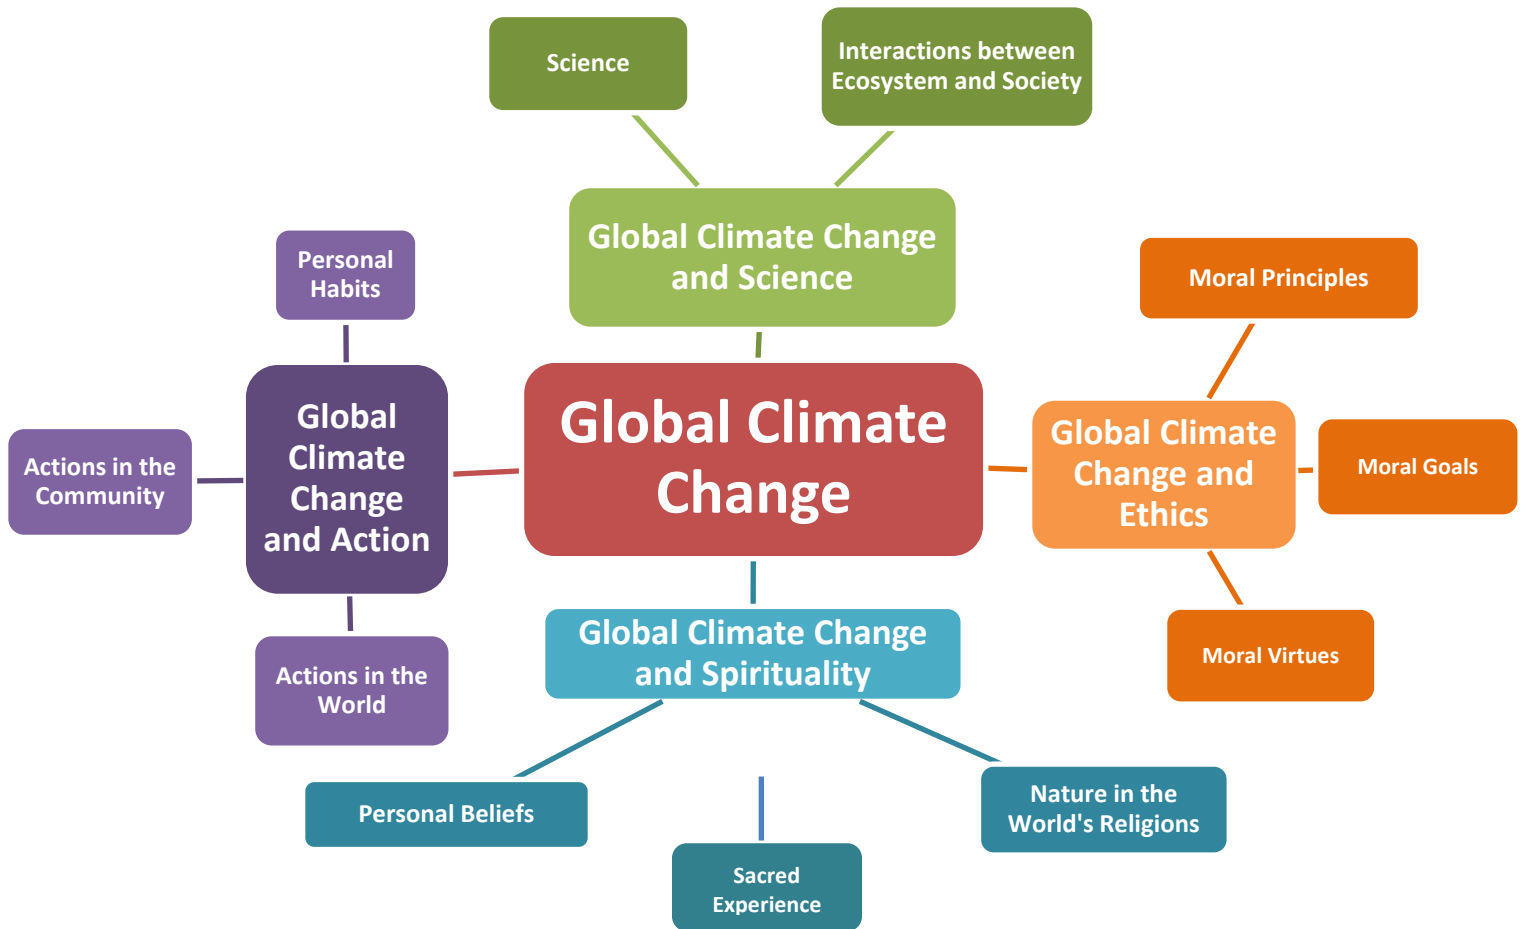 Science
Interactions between
Ecosystem and Society
Global Climate Change
and Science
Personal
Habits
Moral Principles
Global
Climate
Change
and Action
Global Climate
Change
Global Climate
Change and
Ethics
Actions in the
Community
Moral Goals
Global Climate Change
and Spirituality
Moral Virtues
Actions in the
World
Personal Beliefs
Nature in the
World's Religions
Sacred
Experience